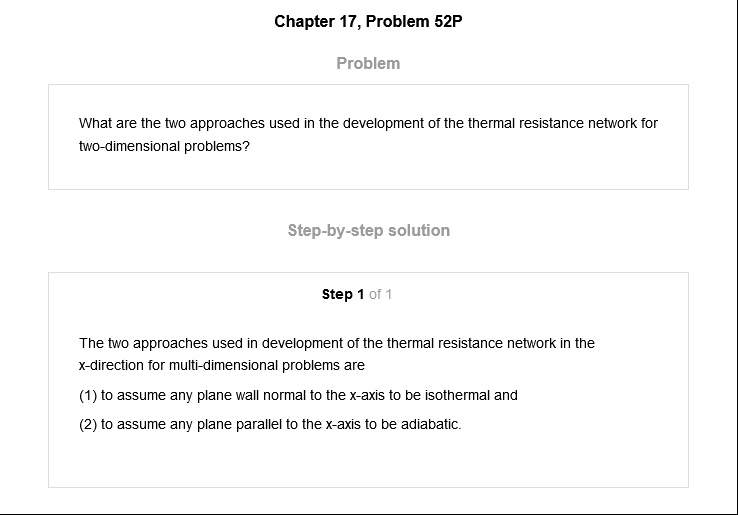 Chapter 17, Problem 52P
Problem
What are the two approaches used in the development of the thermal resistance network for
two-dimensional problems?
Step-by-step solution
Step 1 of 1
The two approaches used in development of the thermal resistance network in the
x-direction for multi-dimensional problems are
(1) to assume any plane wall normal to the x-axis to be isothermal and
(2) to assume any plane parallel to the x-axis to be adiabatic.